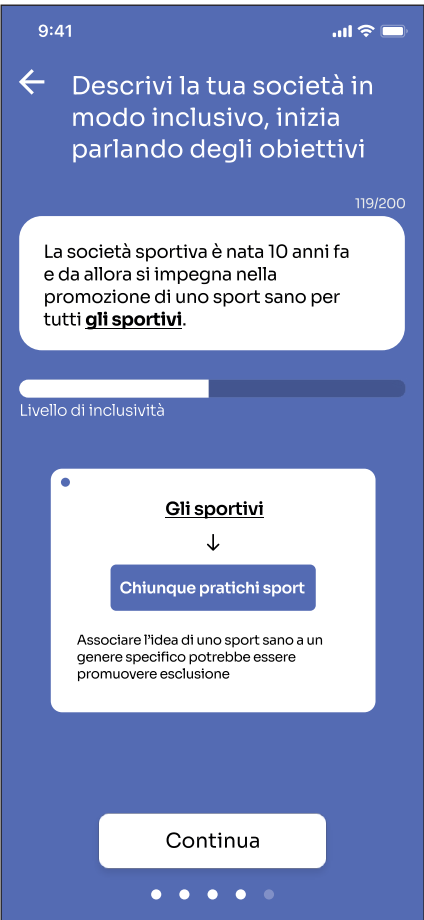 9:41
Descrivi la tua società in
modo inclusivo, inizia
parlando degli obiettivi
119/200
La società sportiva è nata 10 anni fa
e da allora si impegna nella
promozione di uno sport sano per
tutti gli sportivi.
Livello di inclusività
Gli sportivi
↓
Chiunque pratichi sport
Associare l'idea di uno sport sano a un
genere specifico potrebbe essere
promuovere esclusione
Continua